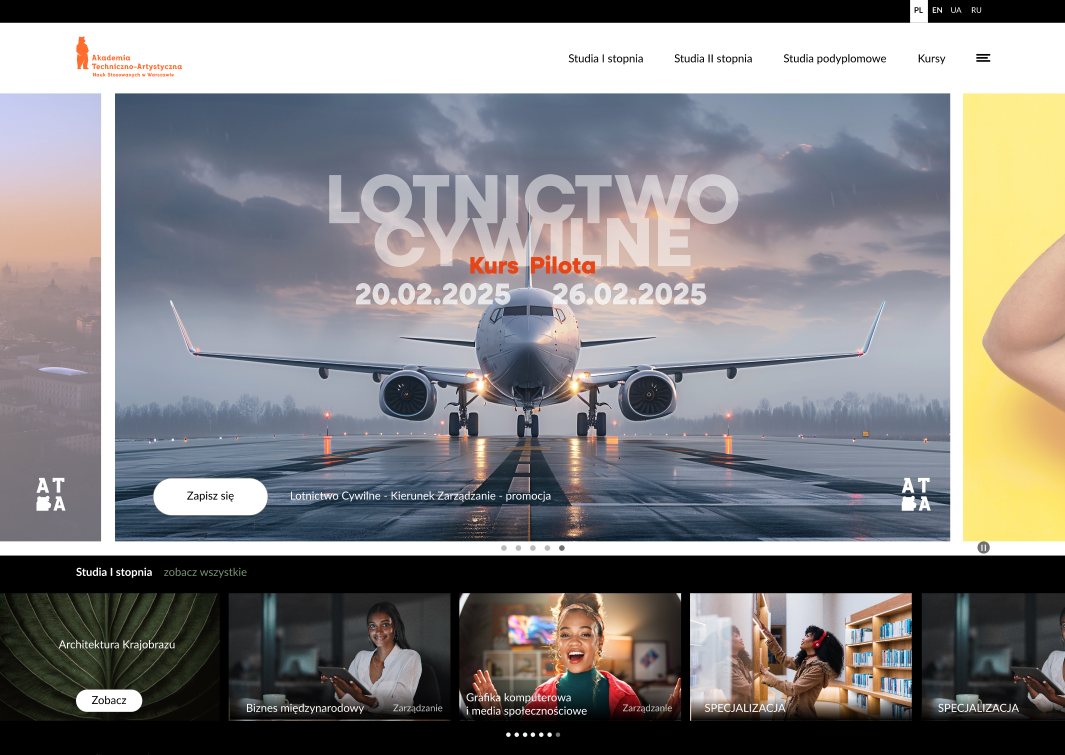 PL EN UA RU
Akademia
Techniczno-Artystyczna
Nauk Stosowanych w Warszawie
Studia I stopnia Studia II stopnia Studia podyplomowe Kursy
LOTNICTWO
CYWILNE
Kurs Pilota
20.02.2025 26.02.2025
AT
A
Zapisz się Lotnictwo Cywilne - Kierunek Zarządzanie - promocja
AT
A
Studia I stopnia zobacz wszystkie
Architektura Krajobrazu
Zobacz
Biznes międzynarodowy Zarządzanie
Grafika komputerowa
i media społecznościowe Zarządzanie
SPECJALIZACJA
SPECJALIZACJA